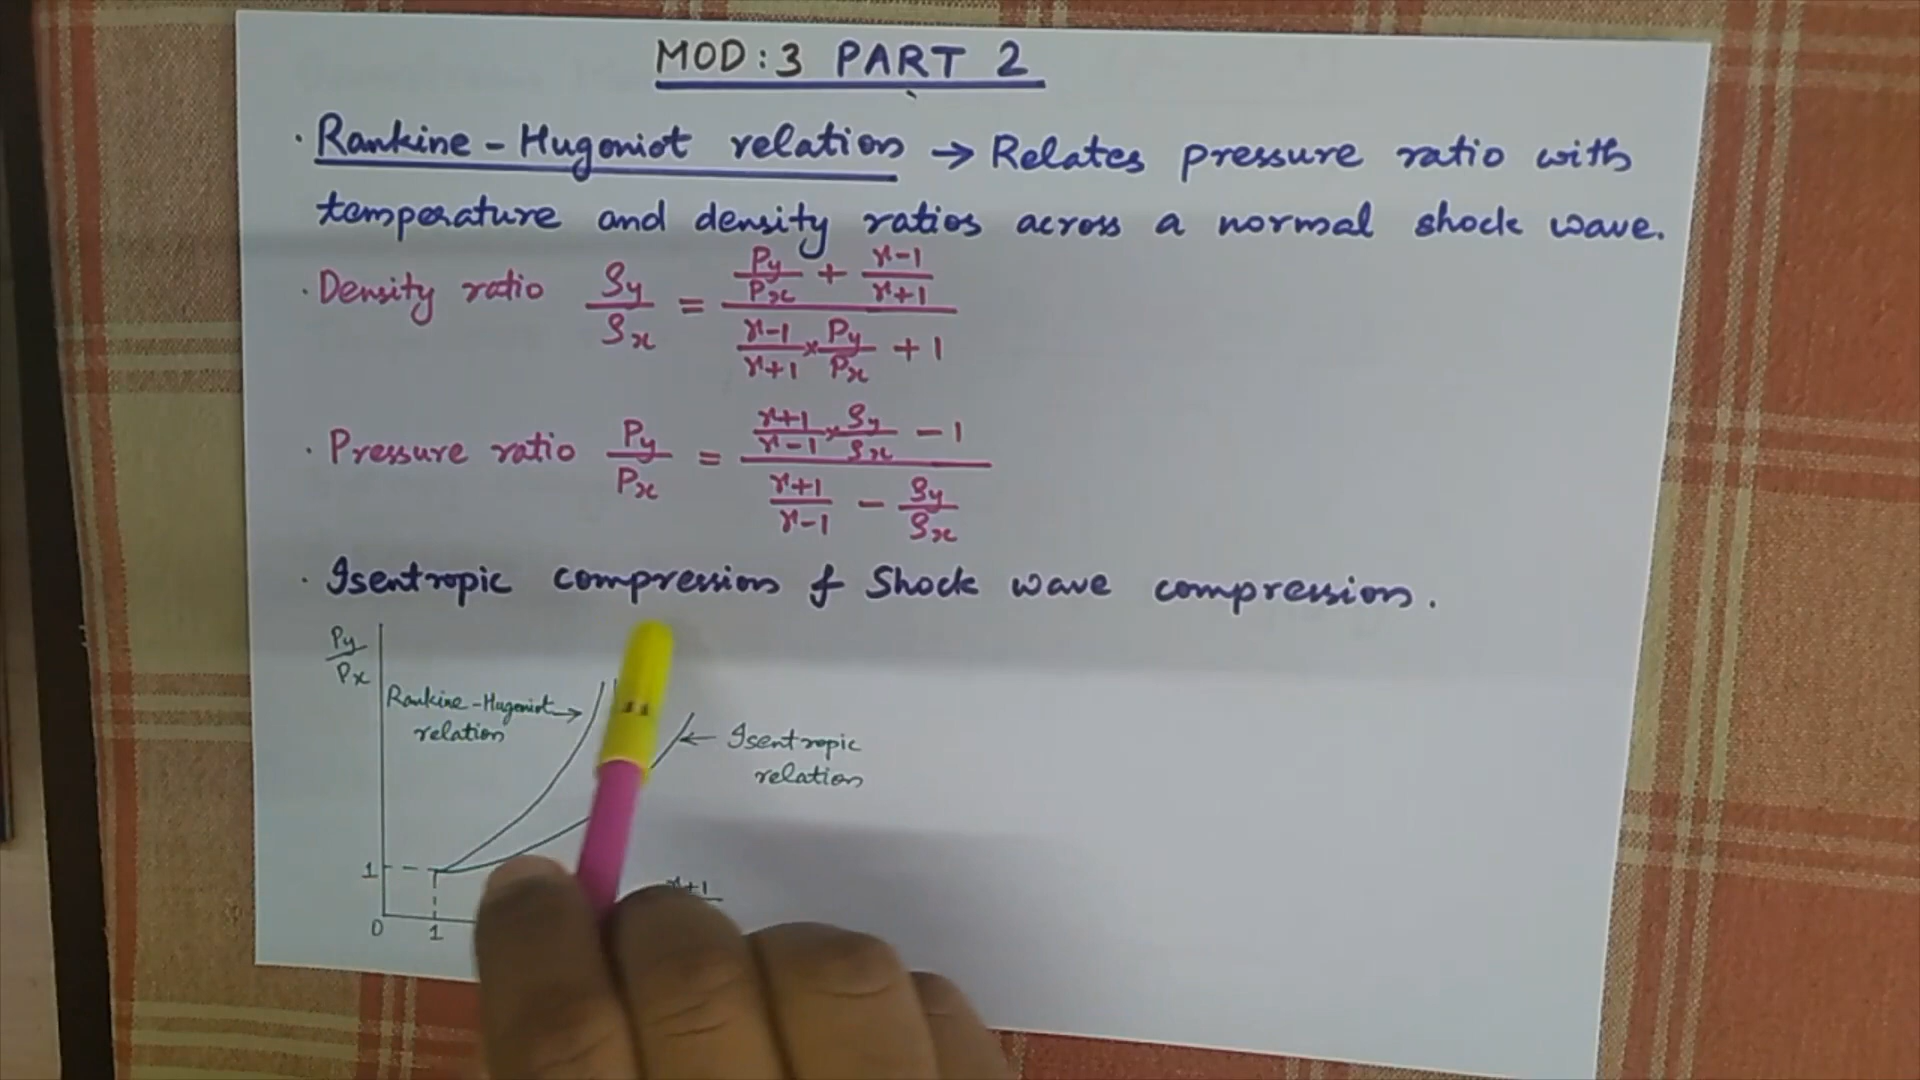 MOD : 3 PART 2
· Rankine - Hugoniot relation → Relates pressure ratio with
temperature and density ratios across a normal shock wave.
· Density ratio ρy/ρx = (Py/Px + (γ-1)/(γ+1)) / ((γ-1)/(γ+1) × Py/Px + 1)
· Pressure ratio Py/Px = ((γ+1)/(γ-1) × ρy/ρx - 1) / ((γ+1)/(γ-1) - ρy/ρx)
· Isentropic compression & Shock wave compression.
Py/Px
Rankine-Hugoniot →
relation
← Isentropic
relation
1
γ+1
0 1